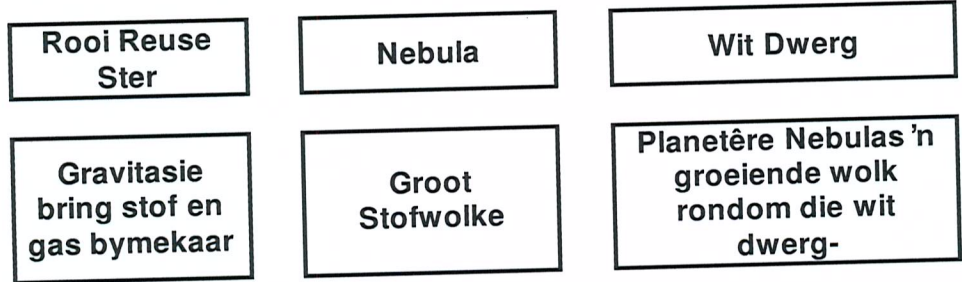 Rooi Reuse
Ster
Nebula
Wit Dwerg
Gravitasie
bring stof en
gas bymekaar
Groot
Stofwolke
Planetêre Nebulas 'n
groeiende wolk
rondom die wit
dwerg-